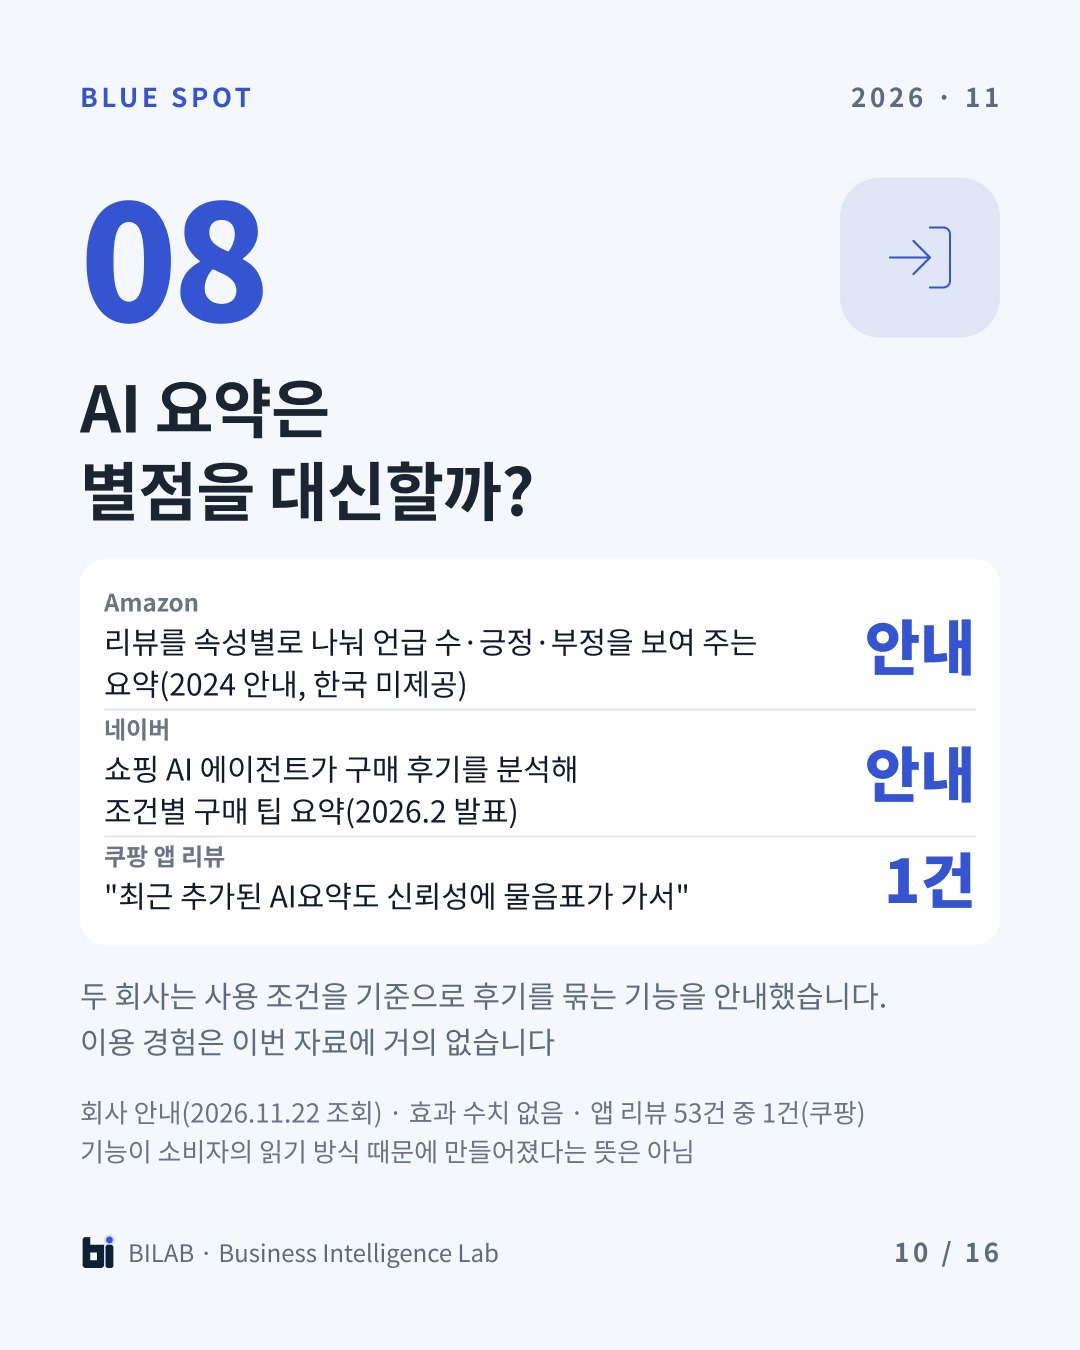 BLUE SPOT
2026 · 11
08
AI 요약은
별점을 대신할까?
Amazon
리뷰를 속성별로 나눠 언급 수·긍정·부정을 보여 주는
요약(2024 안내, 한국 미제공)
안내
네이버
쇼핑 AI 에이전트가 구매 후기를 분석해
조건별 구매 팁 요약(2026.2 발표)
안내
쿠팡 앱 리뷰
"최근 추가된 AI요약도 신뢰성에 물음표가 가서"
1건
두 회사는 사용 조건을 기준으로 후기를 묶는 기능을 안내했습니다.
이용 경험은 이번 자료에 거의 없습니다
회사 안내(2026.11.22 조회) · 효과 수치 없음 · 앱 리뷰 53건 중 1건(쿠팡)
기능이 소비자의 읽기 방식 때문에 만들어졌다는 뜻은 아님
bi BILAB · Business Intelligence Lab
10 / 16